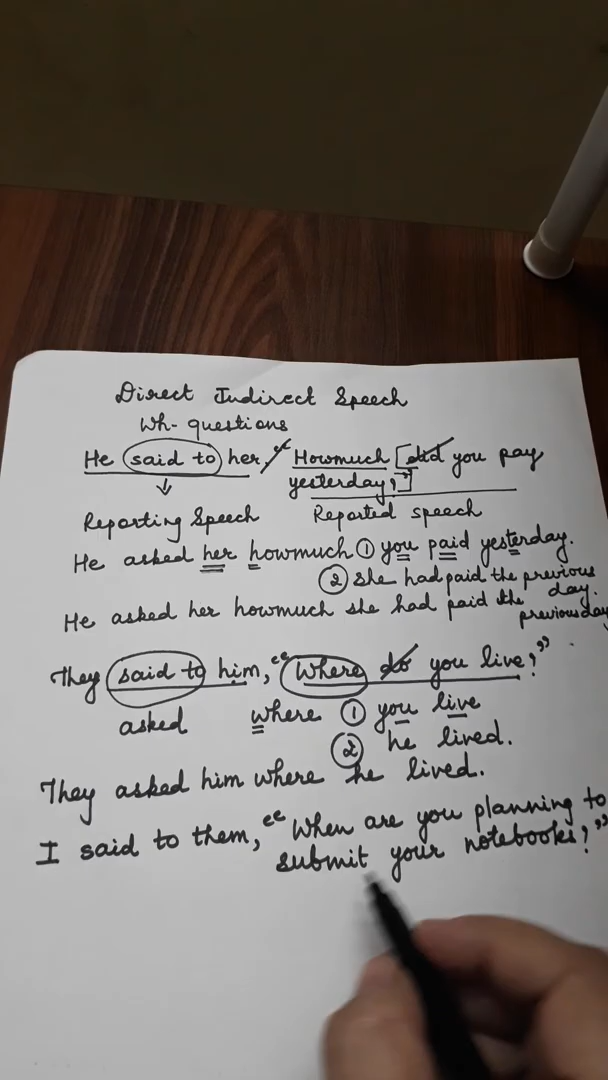 Direct Indirect Speech
Wh- questions
He said to her, "Howmuch [did you pay
yesterday?"]
Reporting Speech Reported speech
He asked her howmuch ① you paid yesterday.
② she had paid the previous
day.
He asked her howmuch she had paid the
previousday
They said to him, "Where do you live?"
asked where ① you live
② he lived.
They asked him where he lived.
I said to them, "When are you planning to
submit your notebooks?"